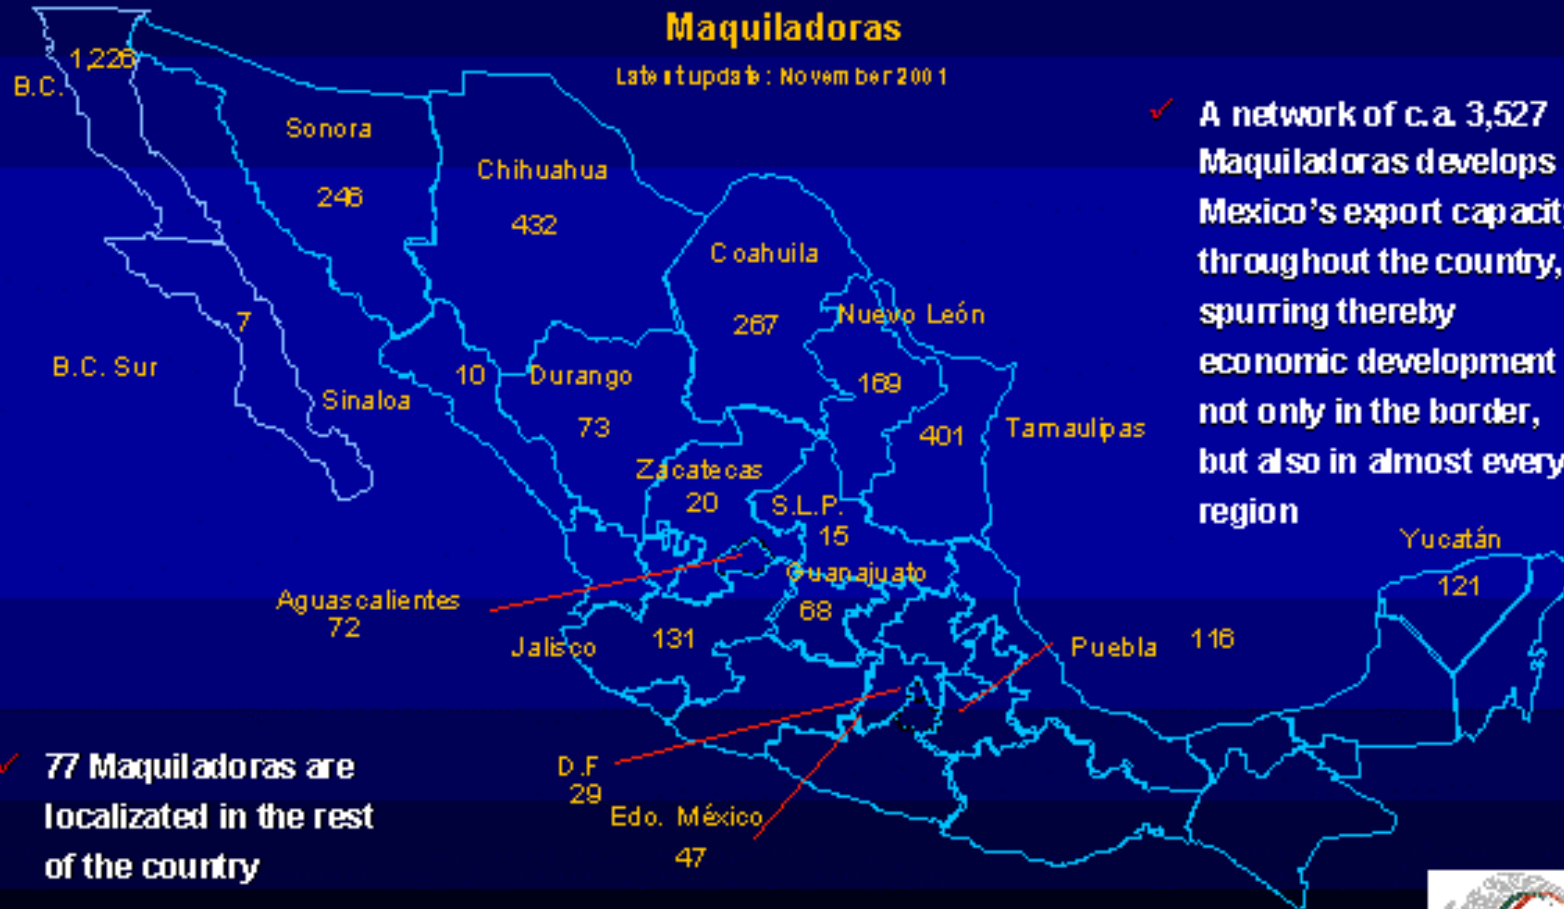 Maquiladoras
Latest update: November 2001
1,226
B.C.
Sonora
246
Chihuahua
432
Coahuila
267
Nuevo León
169
401
Tamaulipas
7
B.C. Sur
Sinaloa
10
Durango
73
Zacatecas
20
S.L.P.
15
Guanajuato
68
Aguascalientes
72
Jalisco
131
Puebla 116
Yucatán
121
D.F
29
Edo. México
47
✓ A network of c.a. 3,527
Maquiladoras develops
Mexico's export capacity
throughout the country,
spurring thereby
economic development
not only in the border,
but also in almost every
region
✓ 77 Maquiladoras are
localizated in the rest
of the country